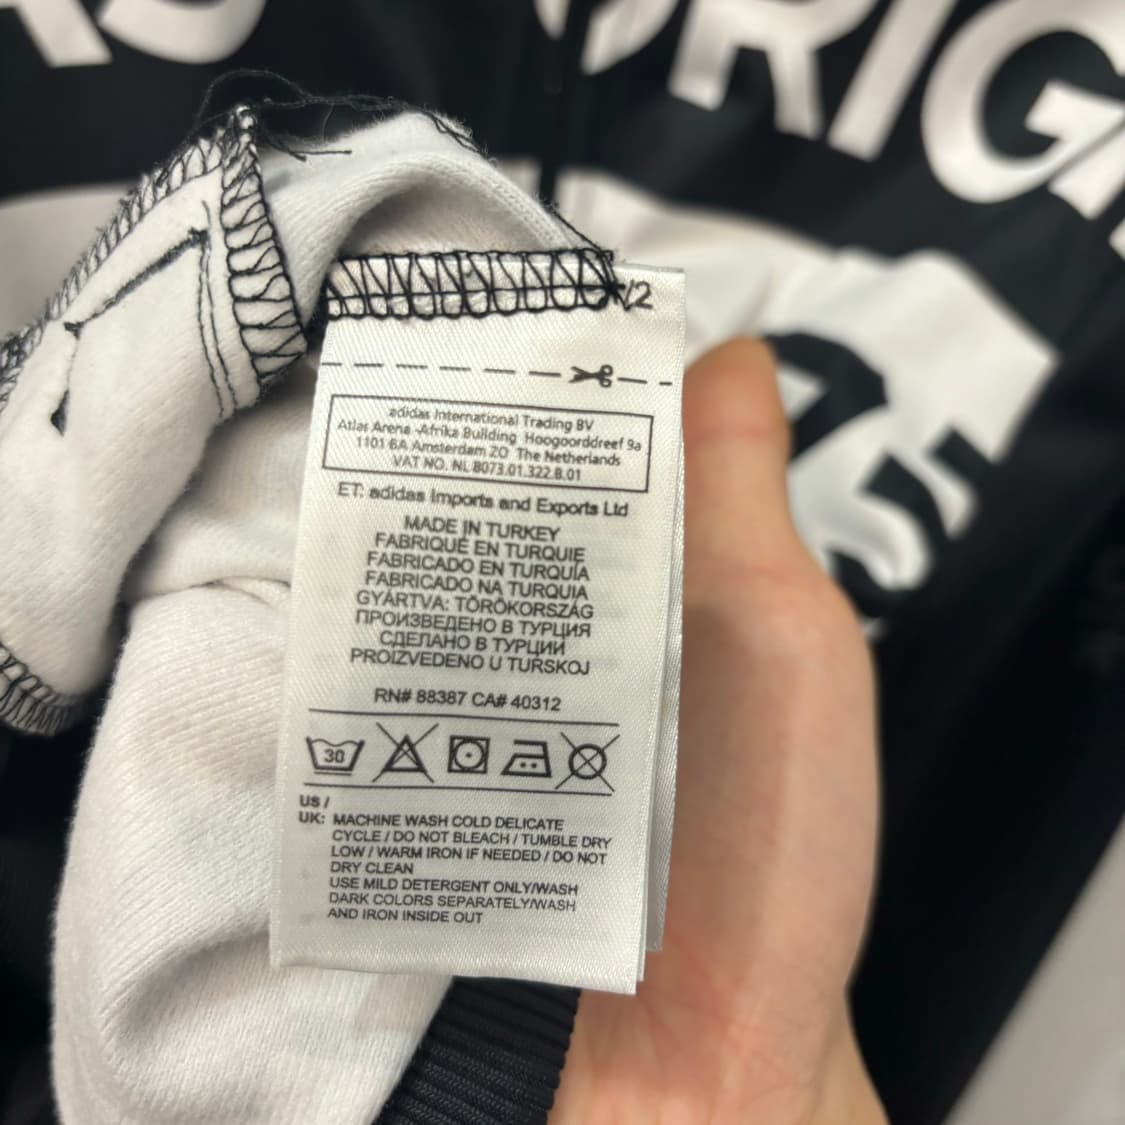 AS ORIGI
/2
adidas International Trading BV
Atlas Arena -Afrika Building Hoogoorddreef 9a
1101 BA Amsterdam ZO The Netherlands
VAT NO. NL 8073.01.322.B.01
ET: adidas Imports and Exports Ltd
MADE IN TURKEY
FABRIQUÉ EN TURQUIE
FABRICADO EN TURQUÍA
FABRICADO NA TURQUIA
GYÁRTVA: TÖRÖKORSZÁG
ПРОИЗВЕДЕНО В ТУРЦИЯ
СДЕЛАНО В ТУРЦИИ
PROIZVEDENO U TURSKOJ
RN# 88387 CA# 40312
30
US /
UK: MACHINE WASH COLD DELICATE
CYCLE / DO NOT BLEACH / TUMBLE DRY
LOW / WARM IRON IF NEEDED / DO NOT
DRY CLEAN
USE MILD DETERGENT ONLY/WASH
DARK COLORS SEPARATELY/WASH
AND IRON INSIDE OUT